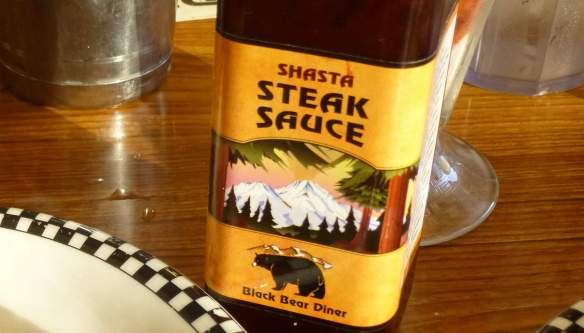 SHASTA
STEAK
SAUCE
Black Bear Diner